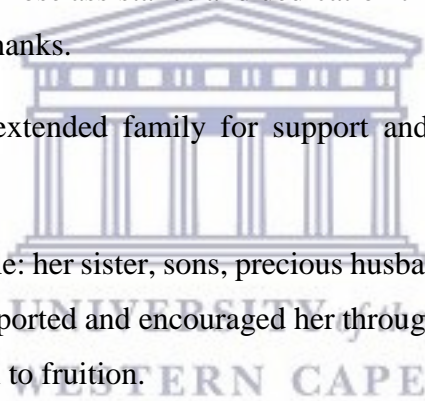 hanks.
extended family for support and
e: her sister, sons, precious husba
ported and encouraged her throug
UNIVERSITY of the
to fruition.
WESTERN CAPE